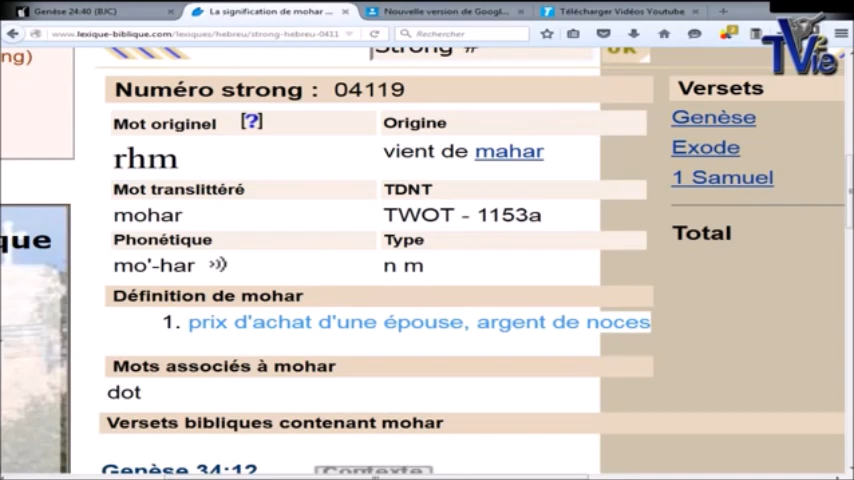 Genèse 24:40 (BJC)
La signification de mohar ...
Nouvelle version de Googl...
Télécharger Vidéos Youtube
www.lexique-biblique.com/lexiques/hebreu/strong-hebreu-0411
Rechercher
TVie
ng)
Strong #
OK
Numéro strong : 04119
Versets
Mot originel [?]
Origine
Genèse
rhm
vient de mahar
Exode
1 Samuel
Mot translittéré
TDNT
mohar
TWOT - 1153a
Total
que
Phonétique
Type
mo'-har
n m
Définition de mohar
1. prix d'achat d'une épouse, argent de noces
Mots associés à mohar
dot
Versets bibliques contenant mohar
Genèse 34:12
Contexte